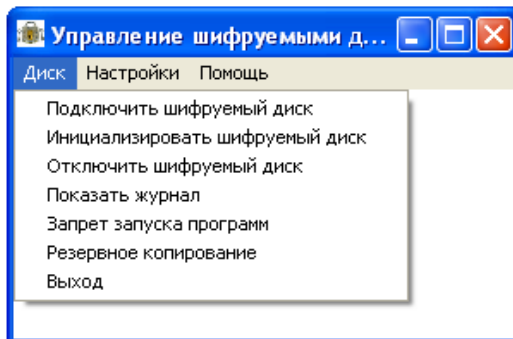 Управление шифруемыми д...
Диск Настройки Помощь
Подключить шифруемый диск
Инициализировать шифруемый диск
Отключить шифруемый диск
Показать журнал
Запрет запуска программ
Резервное копирование
Выход